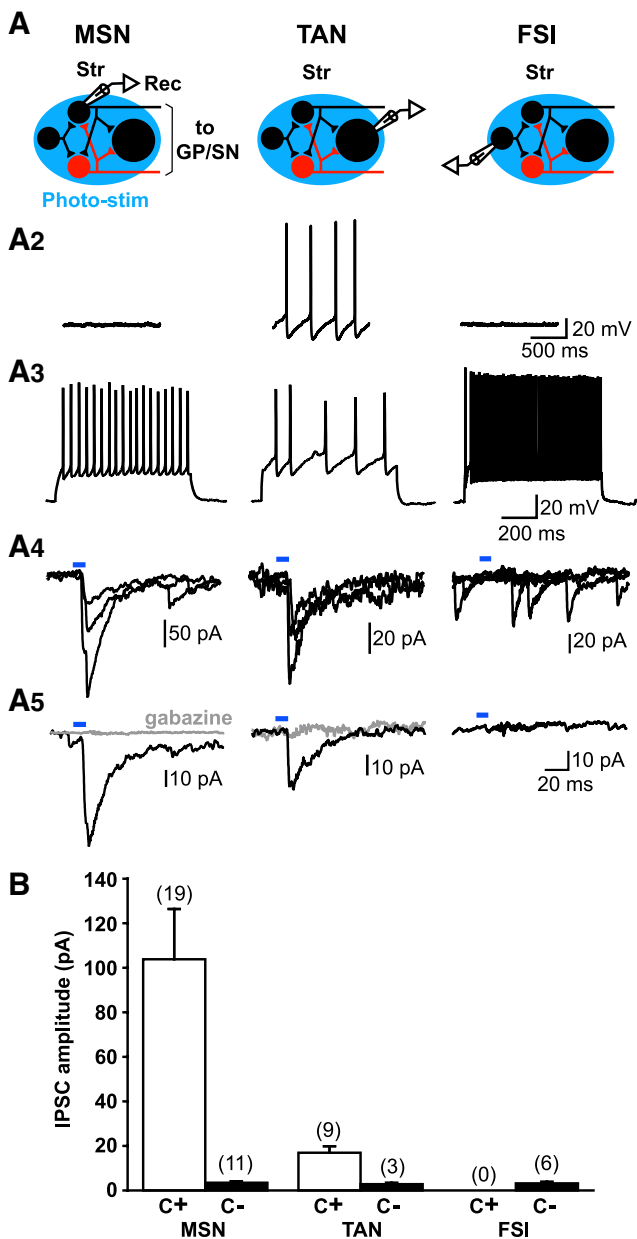 A
MSN TAN FSI
Str Str Str
Rec
to
GP/SN
Photo-stim
A2
20 mV
500 ms
A3
20 mV
200 ms
A4
50 pA
20 pA
20 pA
A5
gabazine
10 pA
10 pA
10 pA
20 ms
B
IPSC amplitude (pA)
140
120
100
80
60
40
20
0
(19)
(11)
(9)
(3)
(0)
(6)
C+ C- C+ C- C+ C-
MSN TAN FSI